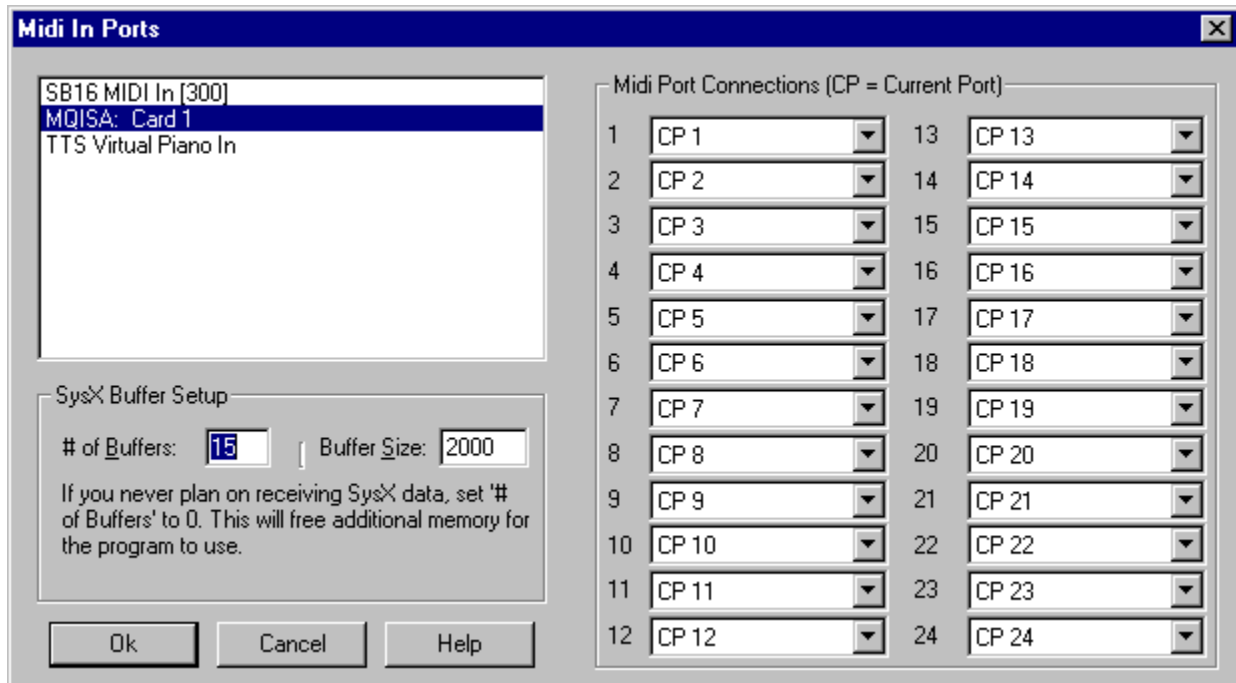 Midi In Ports
SB16 MIDI In [300]
MQISA:  Card 1
TTS Virtual Piano In
SysX Buffer Setup
# of Buffers: 15 Buffer Size: 2000
If you never plan on receiving SysX data, set '#
of Buffers' to 0. This will free additional memory for
the program to use.
Ok Cancel Help
Midi Port Connections (CP = Current Port)
1 CP 1 13 CP 13
2 CP 2 14 CP 14
3 CP 3 15 CP 15
4 CP 4 16 CP 16
5 CP 5 17 CP 17
6 CP 6 18 CP 18
7 CP 7 19 CP 19
8 CP 8 20 CP 20
9 CP 9 21 CP 21
10 CP 10 22 CP 22
11 CP 11 23 CP 23
12 CP 12 24 CP 24